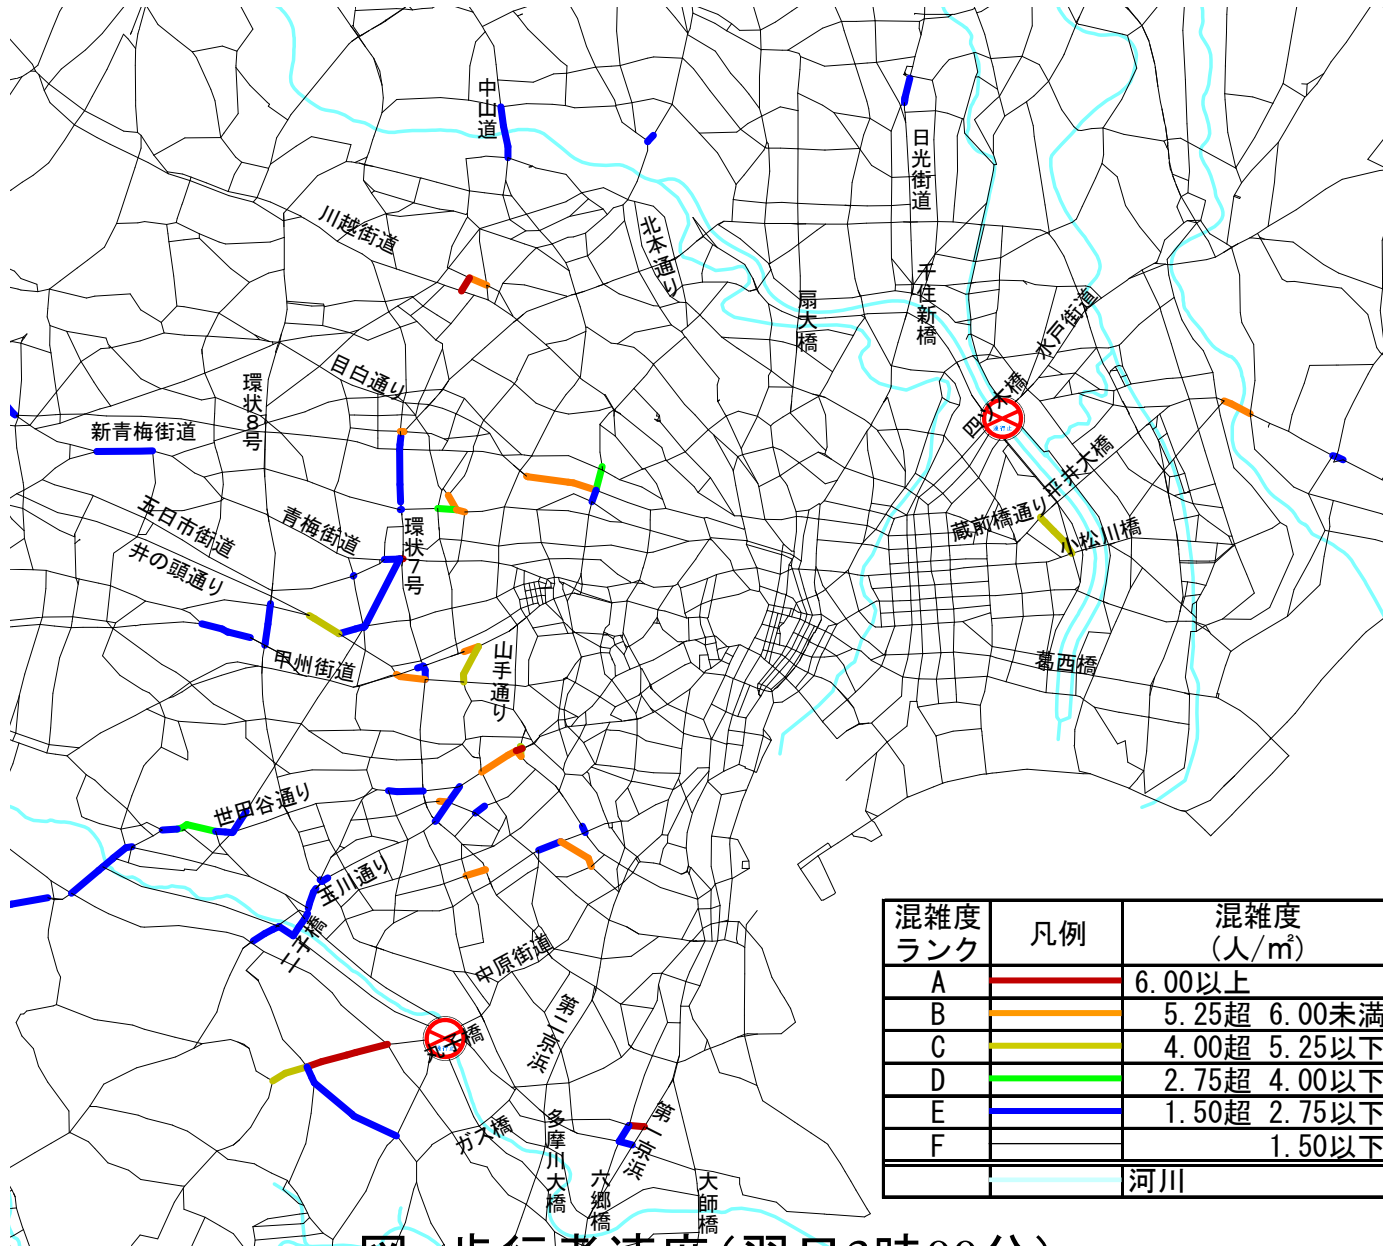 中山道
日光街道
川越街道
北本通り
千住新橋
扇大橋
水戸街道
目白通り
環状8号
四ツ木橋
新青梅街道
平井大橋
五日市街道
青梅街道
環状7号
蔵前橋通り
小松川橋
井の頭通り
甲州街道
山手通り
葛西橋
世田谷通り
玉川通り
二子橋
中原街道
第二京浜
丸子橋
ガス橋
多摩川大橋
六郷橋
第一京浜
大師橋
混雑度ランク 凡例 混雑度(人/㎡)
A 6.00以上
B 5.25超 6.00未満
C 4.00超 5.25以下
D 2.75超 4.00以下
E 1.50超 2.75以下
F 1.50以下
河川